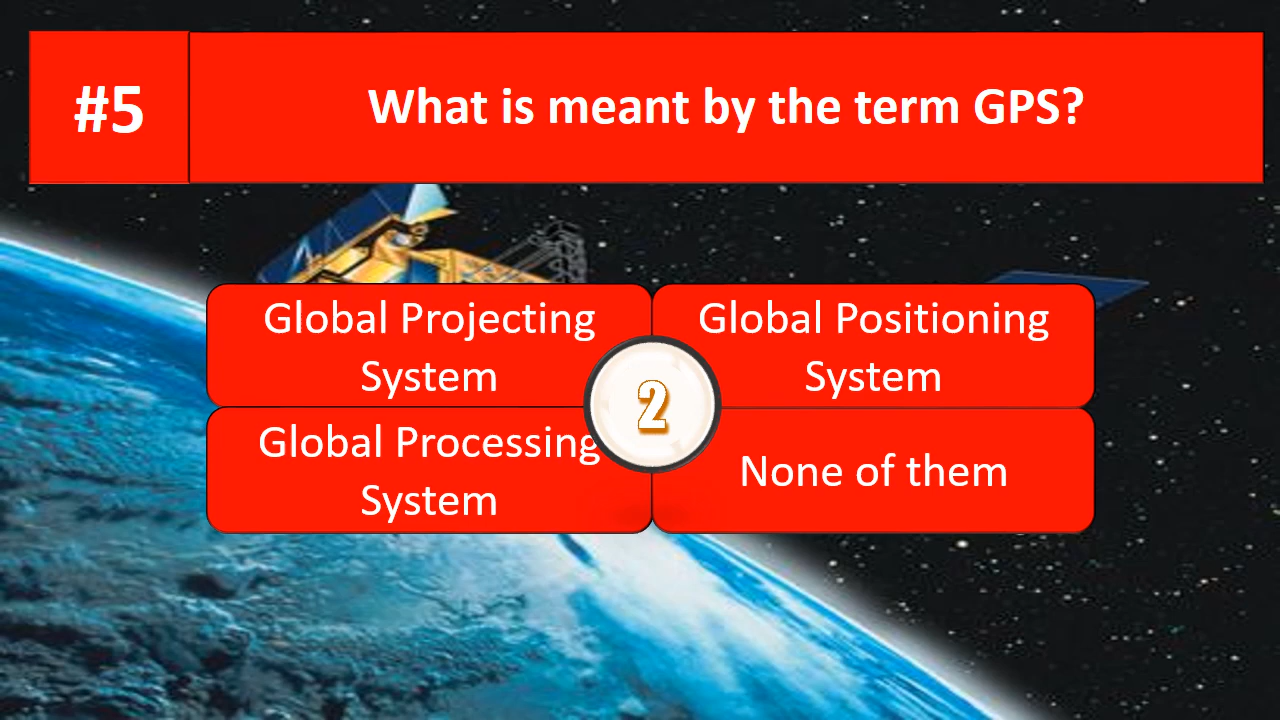 #5
What is meant by the term GPS?
Global Projecting
System
Global Positioning
System
2
Global Processing
System
None of them